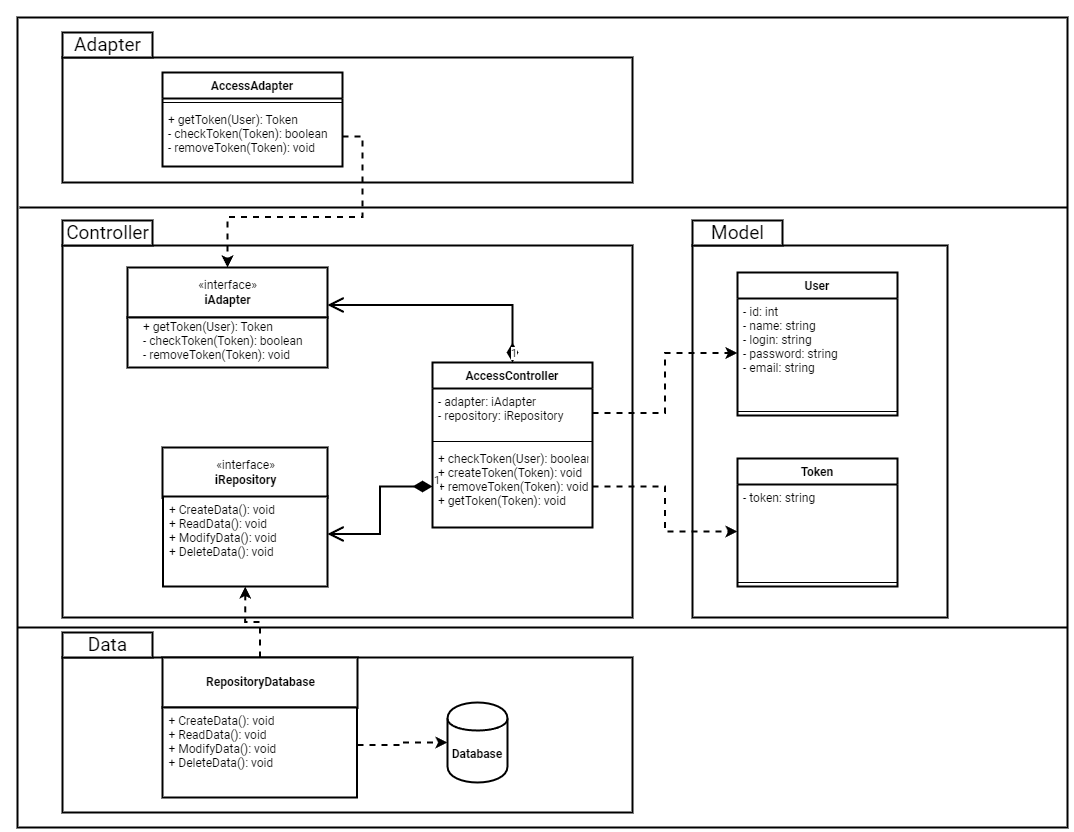 Adapter
AccessAdapter
+ getToken(User): Token
- checkToken(Token): boolean
- removeToken(Token): void
Controller
«interface»
iAdapter
+ getToken(User): Token
- checkToken(Token): boolean
- removeToken(Token): void
1
AccessController
- adapter: iAdapter
- repository: iRepository
+ checkToken(User): boolean
+ createToken(Token): void
+ removeToken(Token): void
+ getToken(Token): void
1
«interface»
iRepository
+ CreateData(): void
+ ReadData(): void
+ ModifyData(): void
+ DeleteData(): void
Model
User
- id: int
- name: string
- login: string
- password: string
- email: string
Token
- token: string
Data
RepositoryDatabase
+ CreateData(): void
+ ReadData(): void
+ ModifyData(): void
+ DeleteData(): void
Database